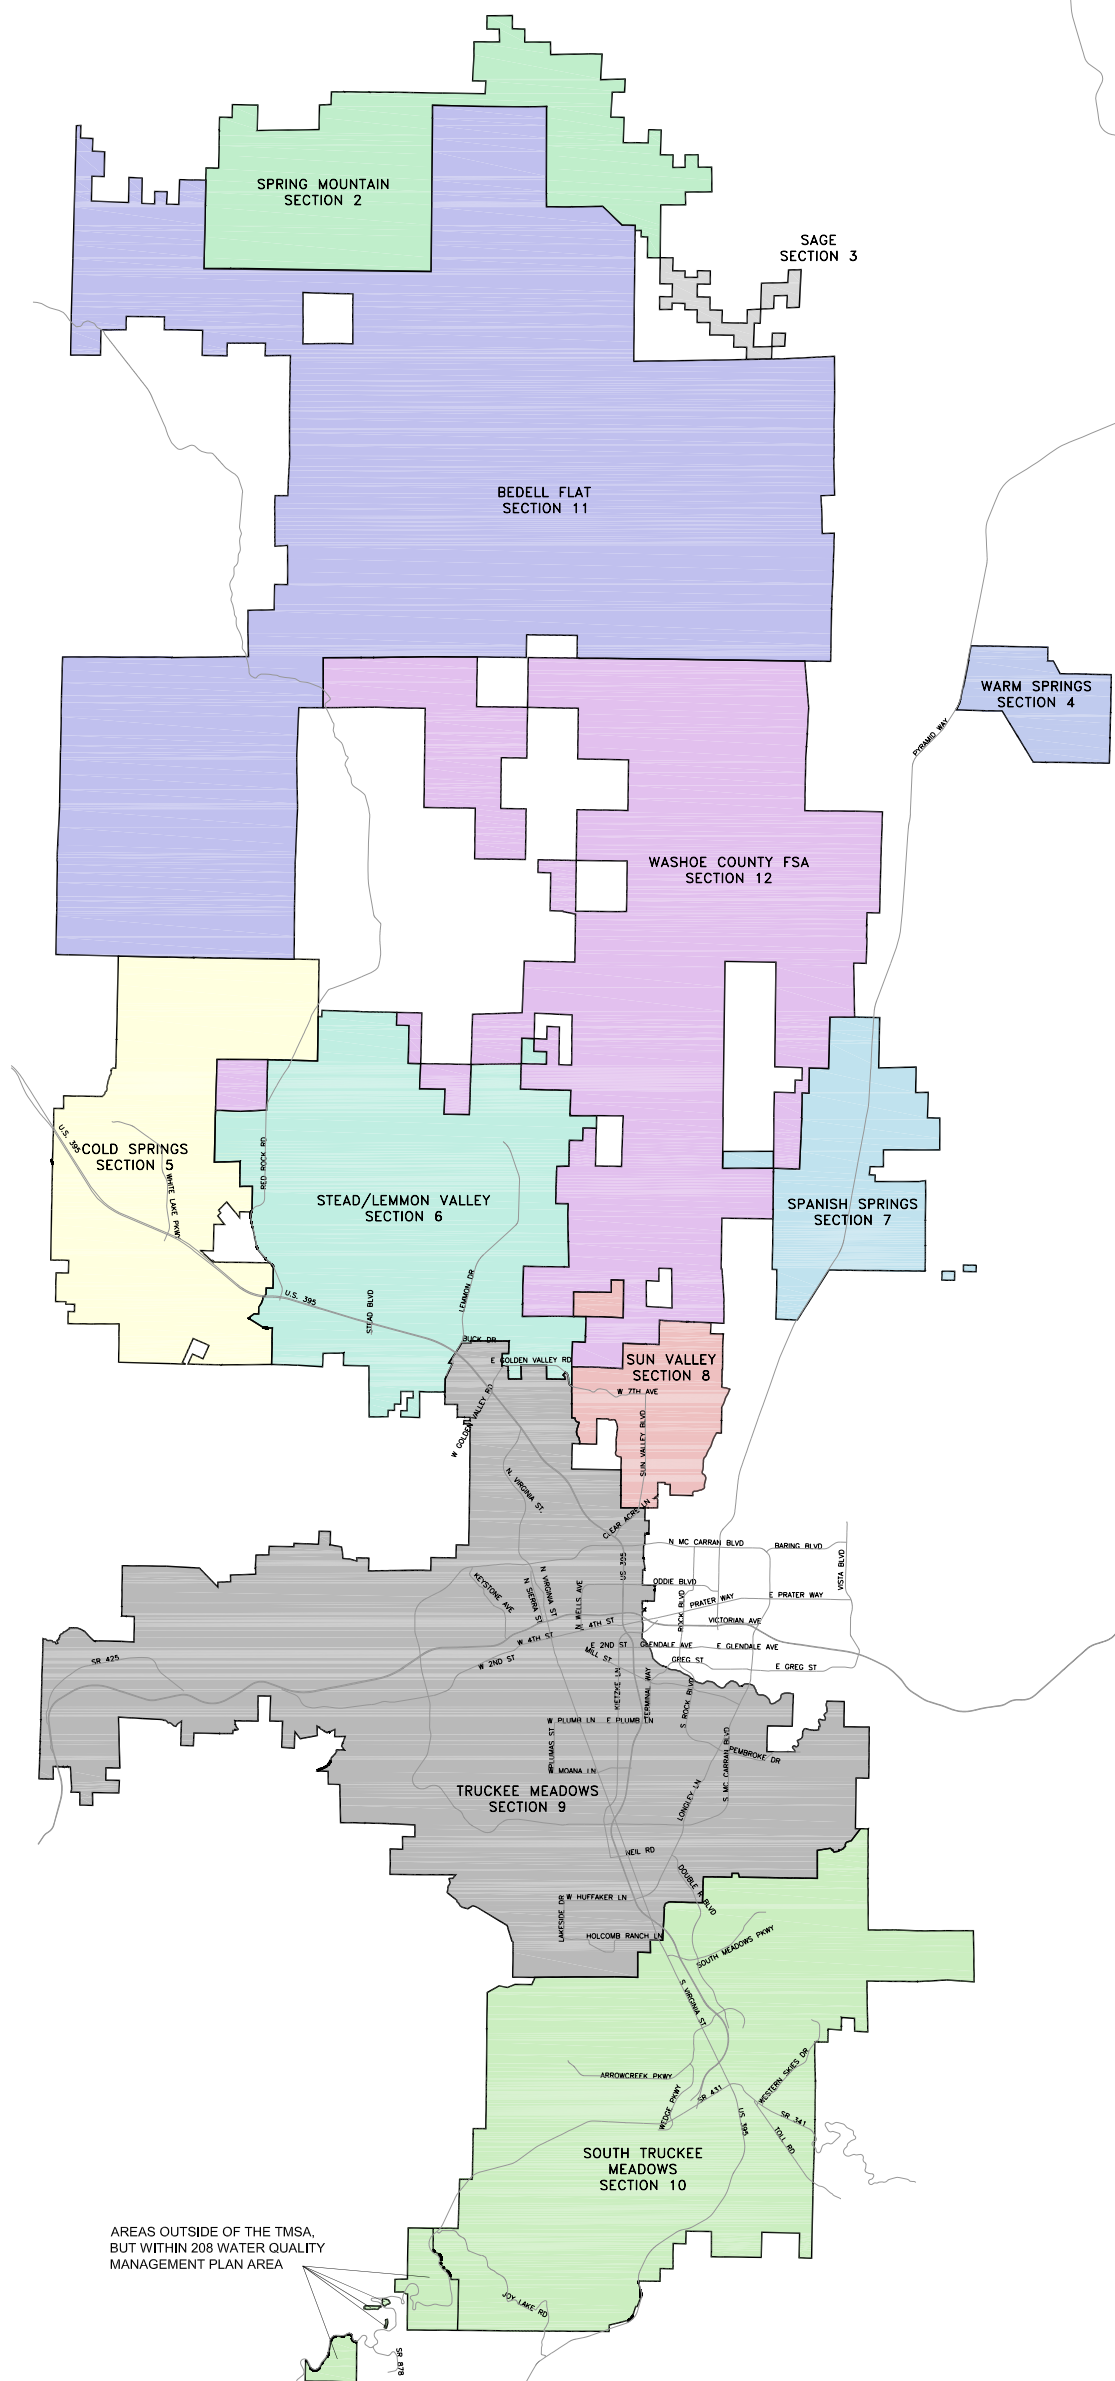 SPRING MOUNTAIN
SECTION 2
SAGE
SECTION 3
BEDELL FLAT
SECTION 11
WARM SPRINGS
SECTION 4
PYRAMID WAY
WASHOE COUNTY FSA
SECTION 12
U.S. 395
COLD SPRINGS
SECTION 5
WHITE LAKE PKWY
RED ROCK RD
STEAD/LEMMON VALLEY
SECTION 6
SPANISH SPRINGS
SECTION 7
U.S. 395
STEAD BLVD
LEMMON DR
BUCK DR
E GOLDEN VALLEY RD
W GOLDEN VALLEY RD
SUN VALLEY
SECTION 8
W 7TH AVE
SUN VALLEY BLVD
N. VIRGINIA ST.
CLEAR ACRE LN
US 395
N MC CARRAN BLVD
BARING BLVD
VISTA BLVD
KEYSTONE AVE
N SIERRA ST
N VIRGINIA ST
N WELLS AVE
ODDIE BLVD
ROCK BLVD
PRATER WAY
E PRATER WAY
VICTORIAN AVE
W 4TH ST
E 4TH ST
W 2ND ST
E 2ND ST
MILL ST
GLENDALE AVE
E GLENDALE AVE
GREG ST
E GREG ST
SR 425
KIETZKE LN
TERMINAL WAY
S ROCK BLVD
W PLUMB LN
E PLUMB LN
PLUMAS ST
W MOANA LN
S MC CARRAN BLVD
PEMBROKE DR
LONGLEY LN
TRUCKEE MEADOWS
SECTION 9
NEIL RD
DOUBLE R BLVD
W HUFFAKER LN
LAKESIDE DR
HOLCOMB RANCH LN
SOUTH MEADOWS PKWY
S VIRGINIA ST
ARROWCREEK PKWY
WEDGE PKWY
SR 431
WESTERN SKIES DR
US 395
SR 341
TOLL RD
SOUTH TRUCKEE
MEADOWS
SECTION 10
AREAS OUTSIDE OF THE TMSA,
BUT WITHIN 208 WATER QUALITY
MANAGEMENT PLAN AREA
JOY LAKE RD
SR 878